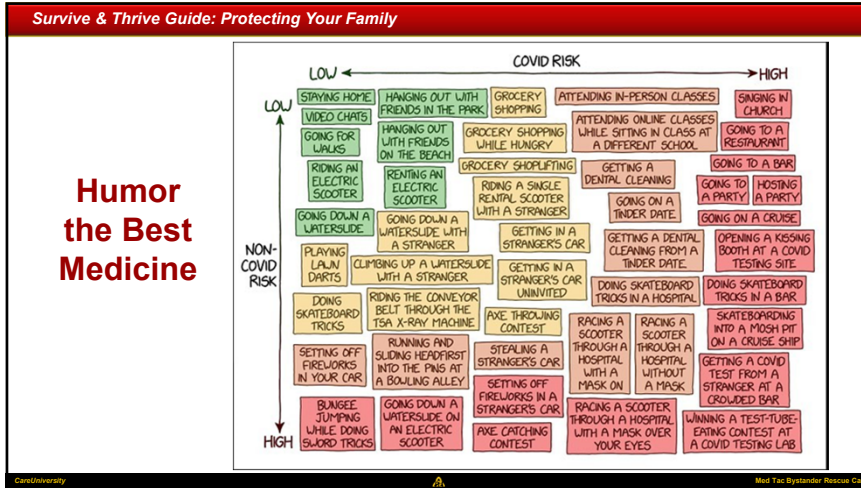 Survive & Thrive Guide: Protecting Your Family
Humor
the Best
Medicine
COVID RISK
LOW
HIGH
LOW
NON-
COVID
RISK
HIGH
STAYING HOME
VIDEO CHATS
GOING FOR
WALKS
RIDING AN
ELECTRIC
SCOOTER
GOING DOWN A
WATERSLIDE
PLAYING
LAWN
DARTS
DOING
SKATEBOARD
TRICKS
SETTING OFF
FIREWORKS
IN YOUR CAR
BUNGEE
JUMPING
WHILE DOING
SWORD TRICKS
HANGING OUT WITH
FRIENDS IN THE PARK
HANGING OUT
WITH FRIENDS
ON THE BEACH
RENTING AN
ELECTRIC
SCOOTER
GOING DOWN A
WATERSLIDE WITH
A STRANGER
CLIMBING UP A WATERSLIDE
WITH A STRANGER
RIDING THE CONVEYOR
BELT THROUGH THE
TSA X-RAY MACHINE
RUNNING AND
SLIDING HEADFIRST
INTO THE PINS AT
A BOWLING ALLEY
GOING DOWN A
WATERSLIDE ON
AN ELECTRIC
SCOOTER
GROCERY
SHOPPING
GROCERY SHOPPING
WHILE HUNGRY
GROCERY SHOPLIFTING
RIDING A SINGLE
RENTAL SCOOTER
WITH A STRANGER
GETTING IN A
STRANGER'S CAR
GETTING IN A
STRANGER'S CAR
UNINVITED
AXE THROWING
CONTEST
STEALING A
STRANGER'S CAR
SETTING OFF
FIREWORKS IN A
STRANGER'S CAR
AXE CATCHING
CONTEST
ATTENDING IN-PERSON CLASSES
ATTENDING ONLINE CLASSES
WHILE SITTING IN CLASS AT
A DIFFERENT SCHOOL
GETTING A
DENTAL CLEANING
GOING ON A
TINDER DATE
GETTING A DENTAL
CLEANING FROM A
TINDER DATE
DOING SKATEBOARD
TRICKS IN A HOSPITAL
RACING A
SCOOTER
THROUGH A
HOSPITAL
WITH A
MASK ON
RACING A
SCOOTER
THROUGH A
HOSPITAL
WITHOUT
A MASK
RACING A SCOOTER
THROUGH A HOSPITAL
WITH A MASK OVER
YOUR EYES
SINGING IN
CHURCH
GOING TO A
RESTAURANT
GOING TO A BAR
GOING TO
A PARTY
HOSTING
A PARTY
GOING ON A CRUISE
OPENING A KISSING
BOOTH AT A COVID
TESTING SITE
DOING SKATEBOARD
TRICKS IN A BAR
SKATEBOARDING
INTO A MOSH PIT
ON A CRUISE SHIP
GETTING A COVID
TEST FROM A
STRANGER AT A
CROWDED BAR
WINNING A TEST-TUBE-
EATING CONTEST AT
A COVID TESTING LAB
CareUniversity
Med Tac Bystander Rescue Ca